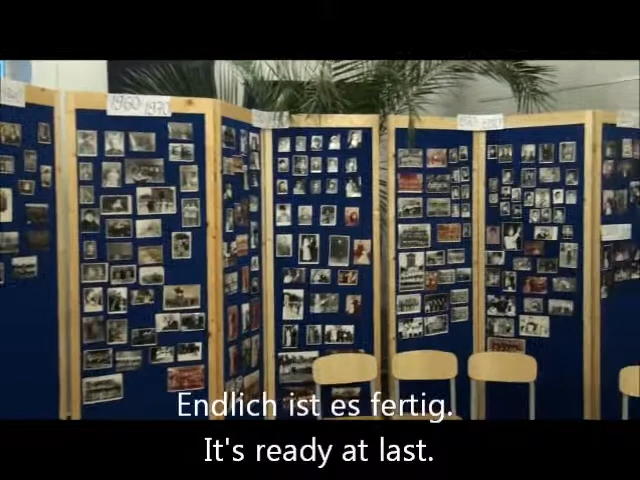 1960-1970
Endlich ist es fertig.
It's ready at last.